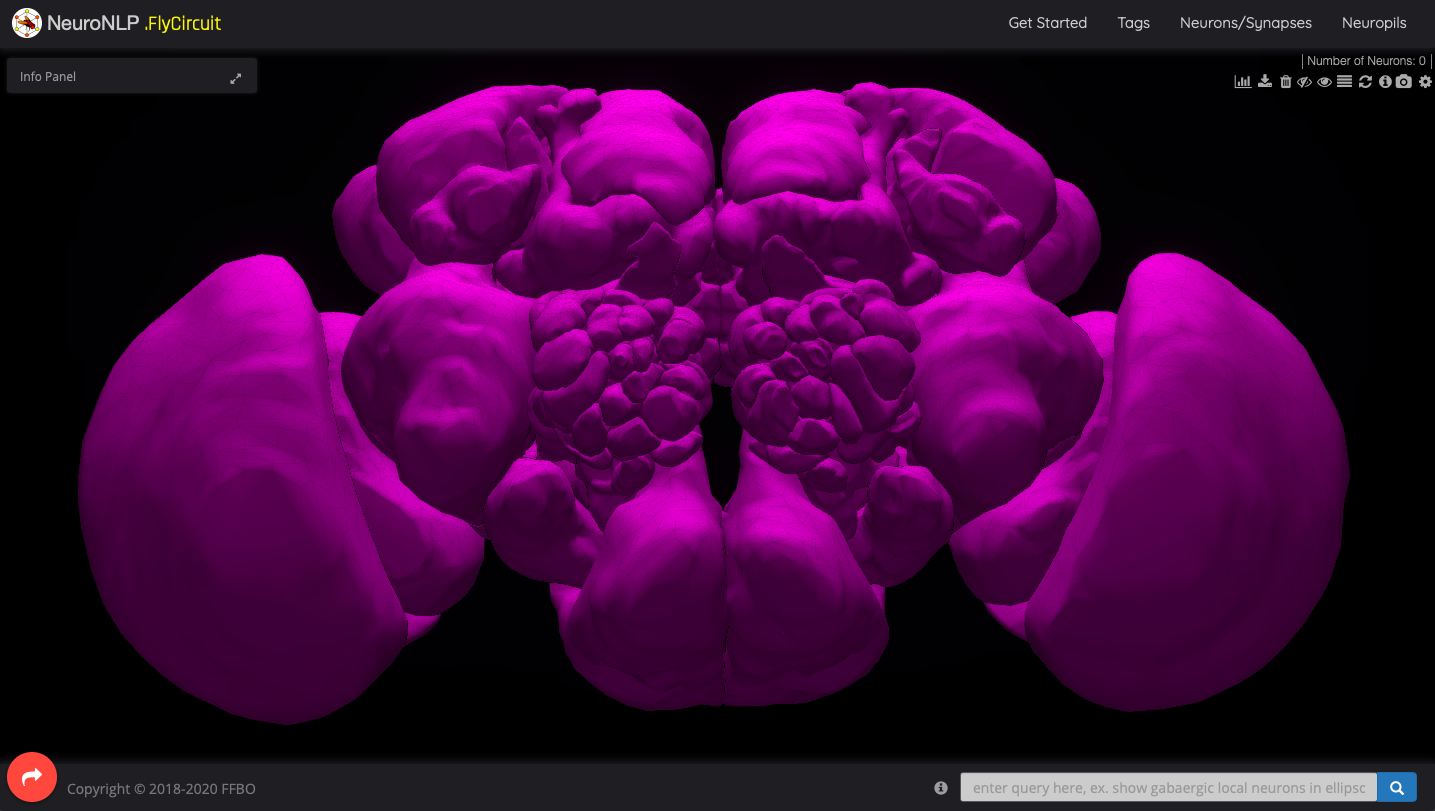 NeuroNLP .FlyCircuit
Get Started
Tags
Neurons/Synapses
Neuropils
Info Panel
Number of Neurons: 0
Copyright © 2018-2020 FFBO
enter query here, ex. show gabaergic local neurons in ellipsc